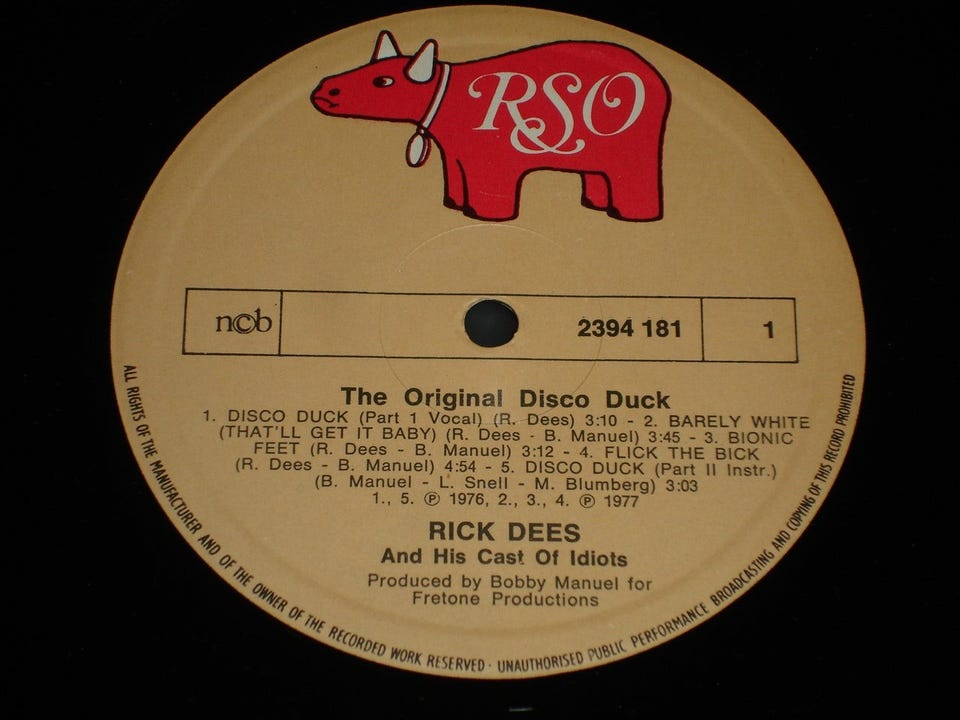 RSO
ncb
2394 181
1
The Original Disco Duck
1. DISCO DUCK (Part 1 Vocal) (R. Dees) 3:10 - 2. BARELY WHITE
(THAT'LL GET IT BABY) (R. Dees - B. Manuel) 3:45 - 3. BIONIC
FEET (R. Dees - B. Manuel) 3:12 - 4. FLICK THE BICK
(R. Dees - B. Manuel) 4:54 - 5. DISCO DUCK (Part II Instr.)
(B. Manuel - L. Snell - M. Blumberg) 3:03
1., 5. ℗ 1976, 2., 3., 4. ℗ 1977
RICK DEES
And His Cast Of Idiots
Produced by Bobby Manuel for
Fretone Productions
ALL RIGHTS OF THE MANUFACTURER AND OF THE OWNER OF THE RECORDED WORK RESERVED · UNAUTHORISED PUBLIC PERFORMANCE BROADCASTING AND COPYING OF THIS RECORD PROHIBITED